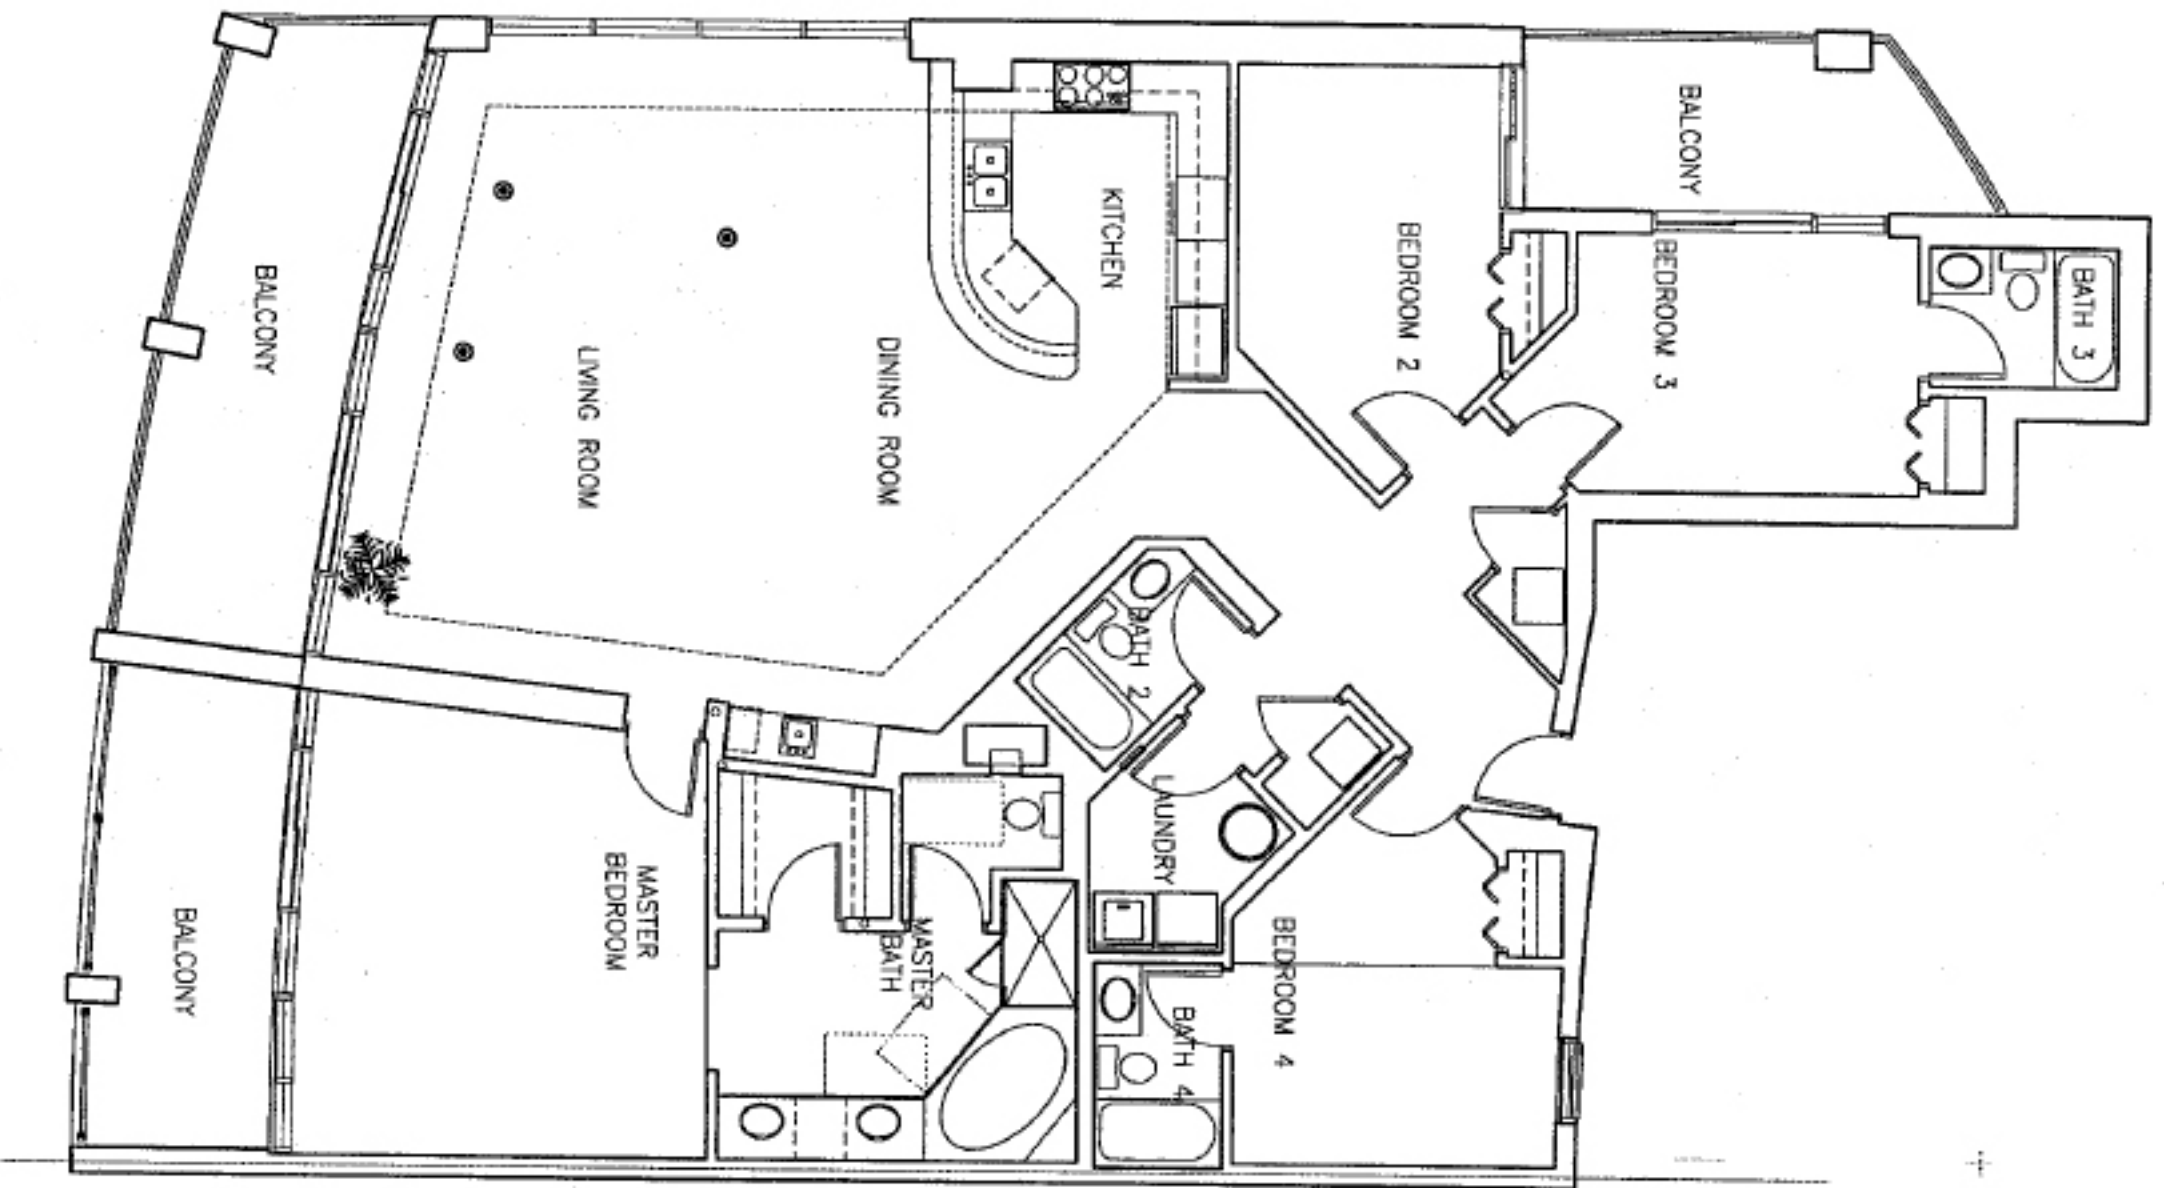 BALCONY
BATH 3
BEDROOM 3
BEDROOM 2
KITCHEN
DINING ROOM
LIVING ROOM
BALCONY
BATH 2
LAUNDRY
BEDROOM 4
BATH 4
MASTER
BATH
MASTER
BEDROOM
BALCONY